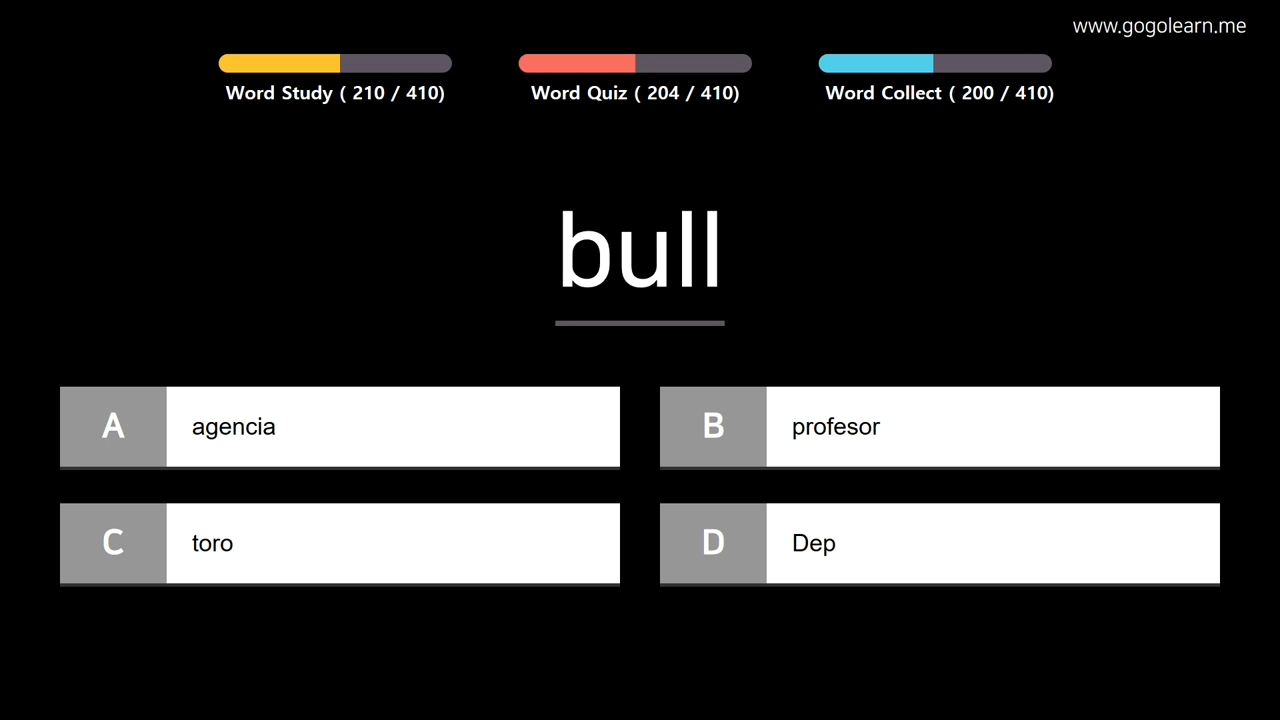 www.gogolearn.me
Word Study ( 210 / 410)
Word Quiz ( 204 / 410)
Word Collect ( 200 / 410)
bull
A agencia
B profesor
C toro
D Dep